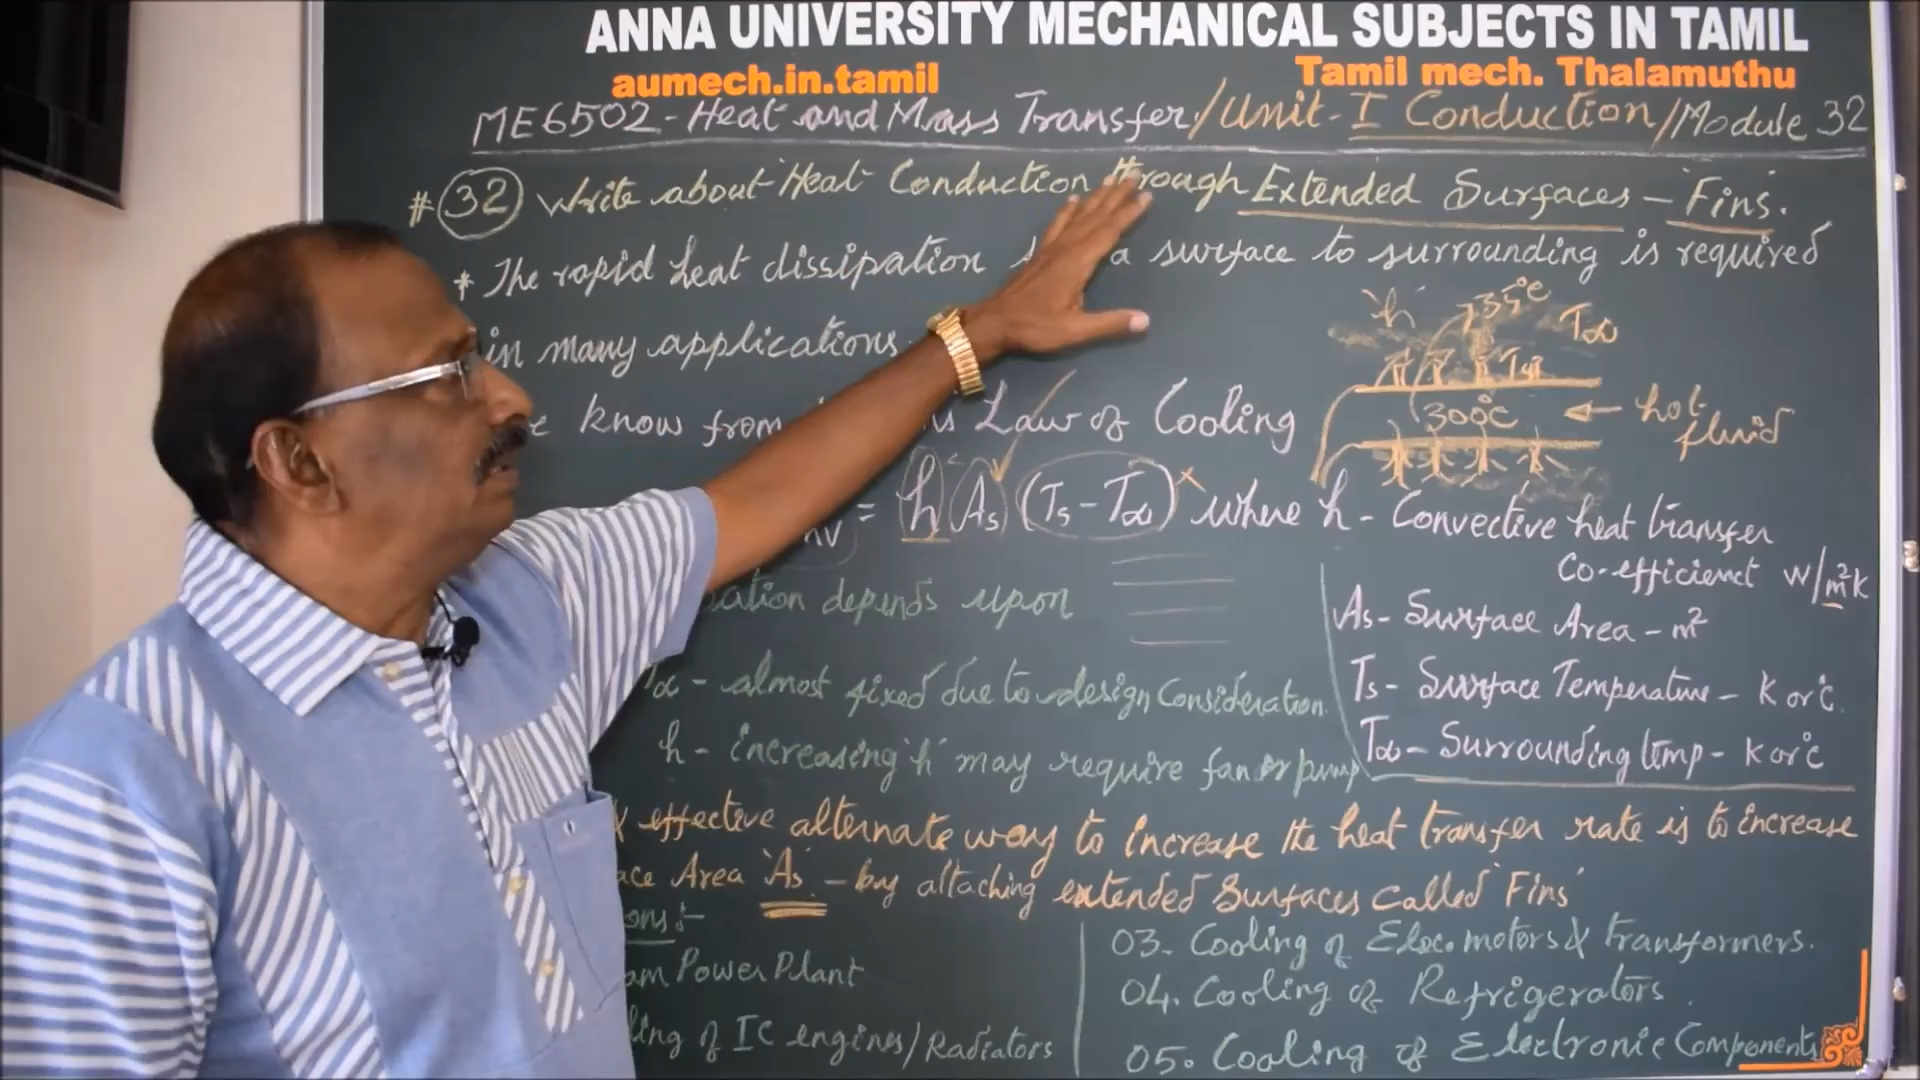 ANNA UNIVERSITY MECHANICAL SUBJECTS IN TAMIL
aumech.in.tamil
Tamil mech. Thalamuthu
ME6502-Heat and Mass Transfer/Unit-I Conduction/Module 32
# 32 Write about Heat Conduction through Extended Surfaces - 'Fins'.
* The rapid heat dissipation a surface to surrounding is required
in many applications.
'h' 35°c T∞
know from Law of Cooling
300°c ← hot fluid
= h As (Ts - T∞) where h - Convective heat transfer
Co-efficienct W/m²K
depends upon
As - Surface Area - m²
- almost fixed due to design Consideration
Ts - Surface Temperature - K or °C
h - increasing 'h' may require fan or pump
T∞ - Surrounding temp - K or °C
effective alternate way to increase the heat transfer rate is to increase
Area 'As' - by attaching extended Surfaces called 'Fins'
Power Plant
of IC engines/Radiators
03. Cooling of Elec. motors & transformers.
04. Cooling of Refrigerators.
05. Cooling of Electronic Components